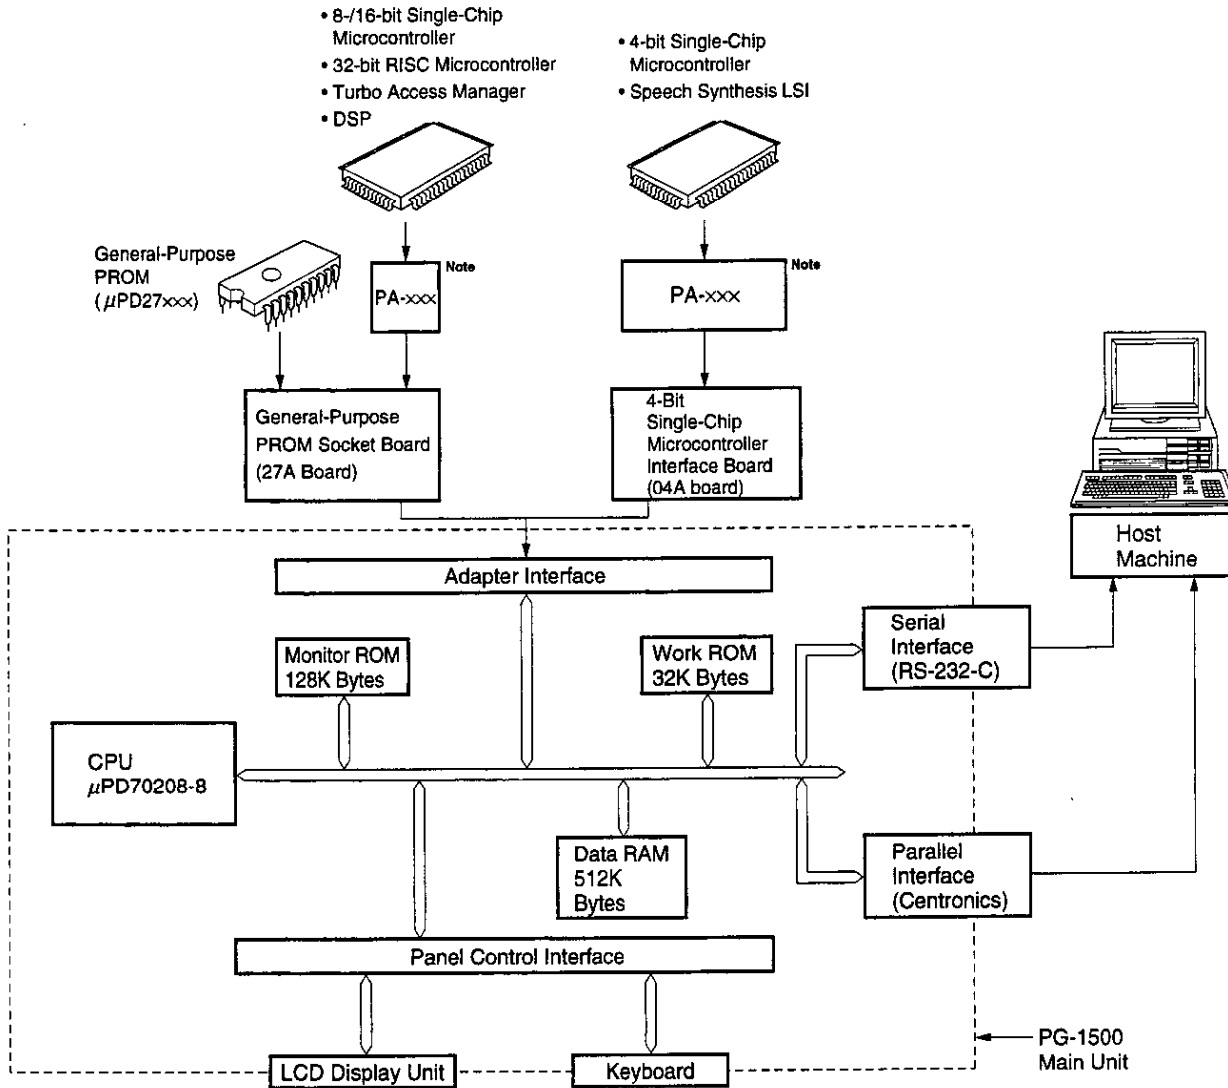 • 8-/16-bit Single-Chip
Microcontroller
• 32-bit RISC Microcontroller
• Turbo Access Manager
• DSP
• 4-bit Single-Chip
Microcontroller
• Speech Synthesis LSI
General-Purpose
PROM
(μPD27xxx)
Note
PA-xxx
Note
PA-xxx
General-Purpose
PROM Socket Board
(27A Board)
4-Bit
Single-Chip
Microcontroller
Interface Board
(04A board)
Host
Machine
Adapter Interface
Monitor ROM
128K Bytes
Work ROM
32K Bytes
Serial
Interface
(RS-232-C)
CPU
μPD70208-8
Data RAM
512K
Bytes
Parallel
Interface
(Centronics)
Panel Control Interface
LCD Display Unit
Keyboard
PG-1500
Main Unit